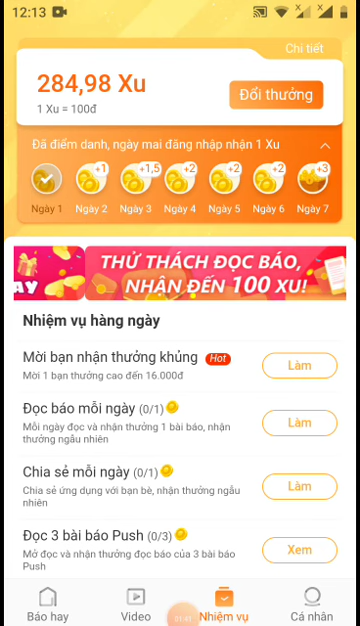 12:13
Chi tiết
284,98 Xu
1 Xu = 100đ
Đổi thưởng
Đã điểm danh, ngày mai đăng nhập nhận 1 Xu
+1 +1,5 +2 +2 +2 +3
Ngày 1 Ngày 2 Ngày 3 Ngày 4 Ngày 5 Ngày 6 Ngày 7
AY
THỬ THÁCH ĐỌC BÁO,
NHẬN ĐẾN 100 XU!
Nhiệm vụ hàng ngày
Mời bạn nhận thưởng khủng Hot
Mời 1 bạn thưởng cao đến 16.000đ
Làm
Đọc báo mỗi ngày (0/1)
Mỗi ngày đọc và nhận thưởng 1 bài báo, nhận
thưởng ngẫu nhiên
Làm
Chia sẻ mỗi ngày (0/1)
Chia sẻ ứng dụng với bạn bè, nhận thưởng ngẫu
nhiên
Làm
Đọc 3 bài báo Push (0/3)
Mở đọc và nhận thưởng đọc báo của 3 bài báo
Push
Xem
Báo hay Video 01:41 Nhiệm vụ Cá nhân